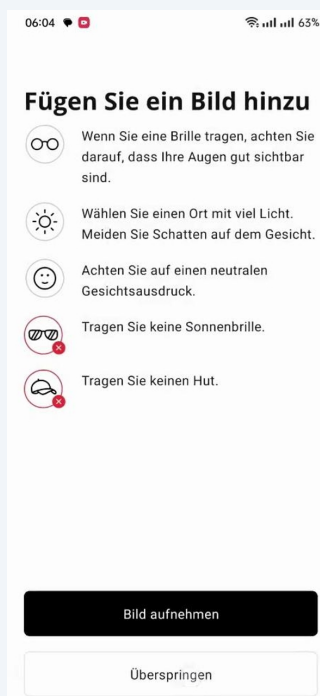 06:04 63%
Fügen Sie ein Bild hinzu
Wenn Sie eine Brille tragen, achten Sie
darauf, dass Ihre Augen gut sichtbar
sind.
Wählen Sie einen Ort mit viel Licht.
Meiden Sie Schatten auf dem Gesicht.
Achten Sie auf einen neutralen
Gesichtsausdruck.
Tragen Sie keine Sonnenbrille.
Tragen Sie keinen Hut.
Bild aufnehmen
Überspringen